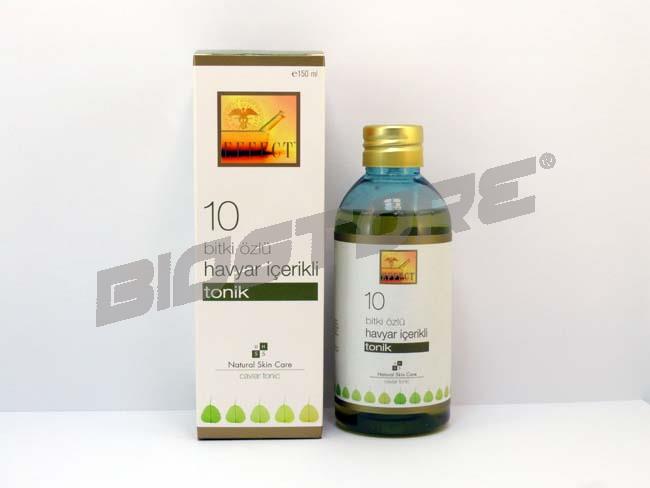 ℮150 ml
EFFECT
10
bitki özlü
havyar içerikli
tonik
H
S S
Natural Skin Care
caviar tonic
EFFECT
10
bitki özlü
havyar içerikli
tonik
Natural Skin Care
caviar tonic
BIOSTORE®